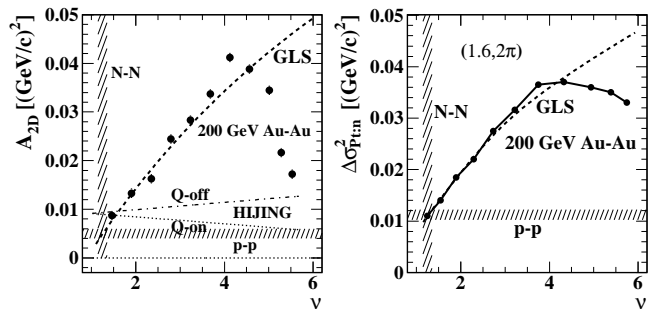 A2D [(GeV/c)²]
0.05
0.04
0.03
0.02
0.01
0
N-N
GLS
200 GeV Au-Au
Q-off
HIJING
Q-on
p-p
2
4
6
ν
Δσ²Pt:n [(GeV/c)²]
0.05
0.04
0.03
0.02
0.01
0
(1.6,2π)
N-N
GLS
200 GeV Au-Au
p-p
2
4
6
ν